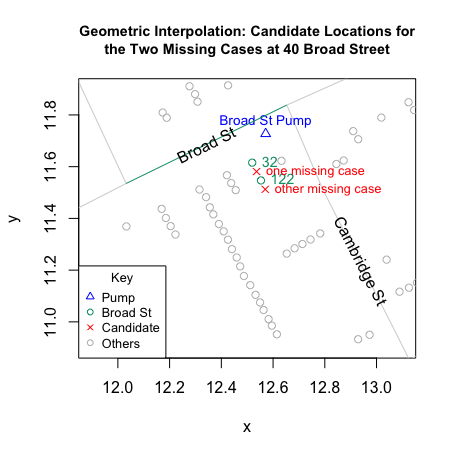 Geometric Interpolation: Candidate Locations for
the Two Missing Cases at 40 Broad Street
Broad St Pump
Broad St
32
one missing case
122
other missing case
Cambridge St
Key
Pump
Broad St
Candidate
Others
y
11.8
11.6
11.4
11.2
11.0
12.0 12.2 12.4 12.6 12.8 13.0
x